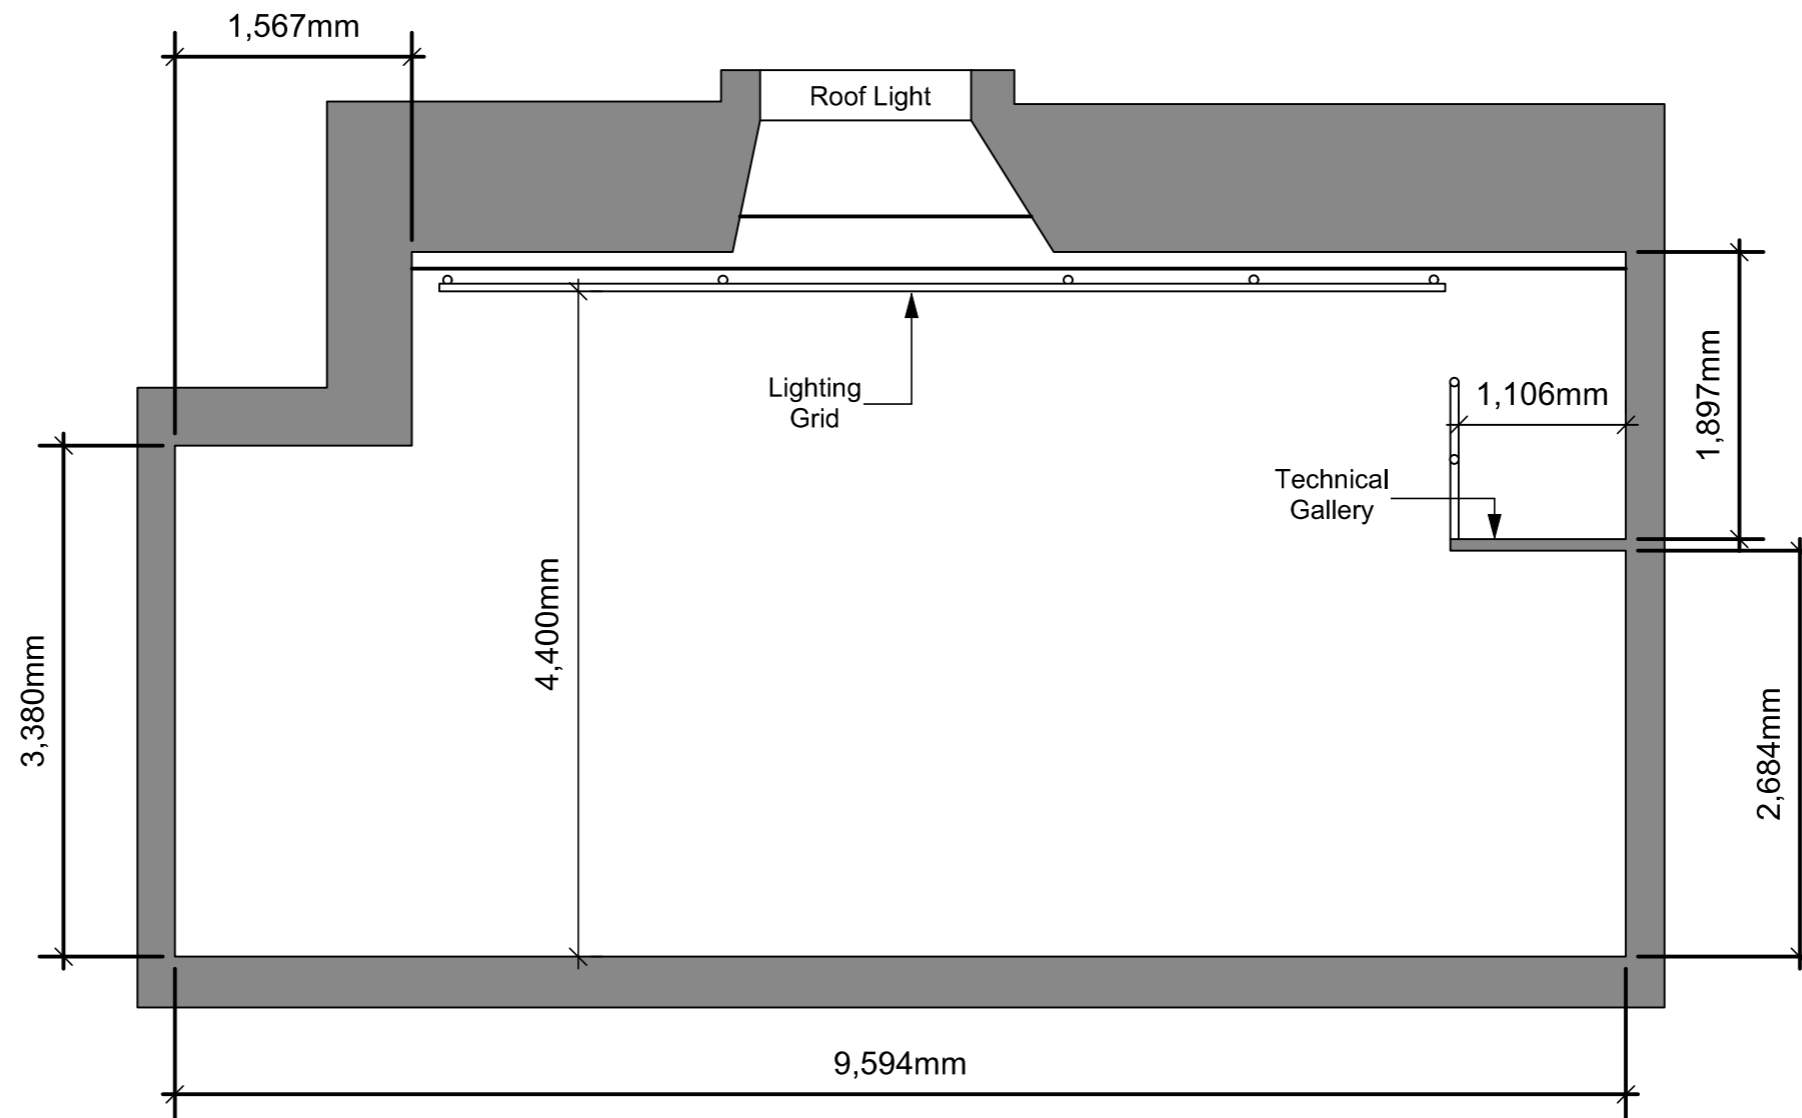 1,567mm
Roof Light
Lighting
Grid
1,106mm
1,897mm
Technical
Gallery
4,400mm
3,380mm
2,684mm
9,594mm